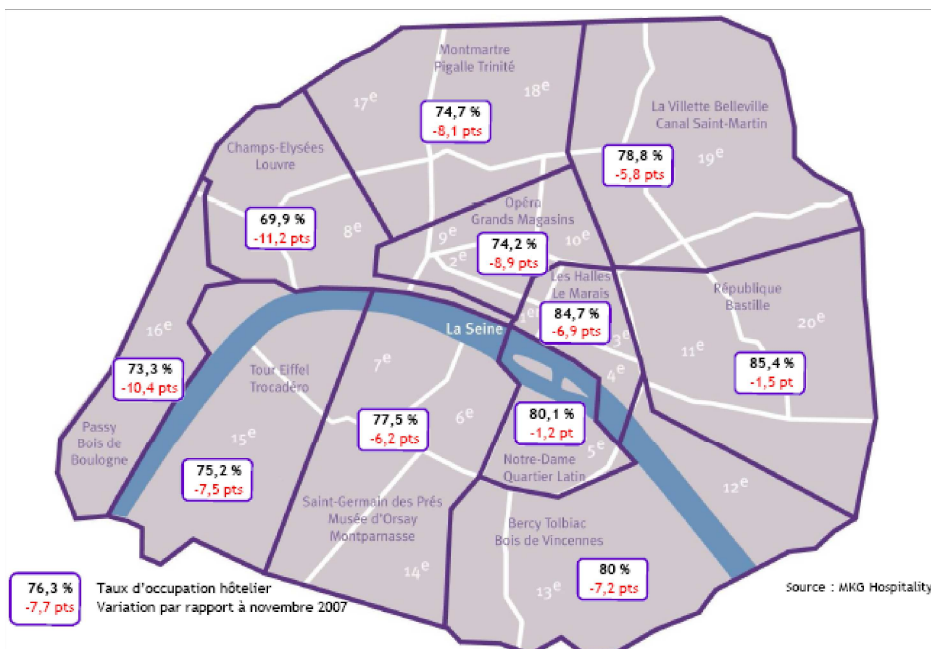 Montmartre
Pigalle Trinité
17e
18e
74,7 %
-8,1 pts
La Villette Belleville
Canal Saint-Martin
19e
78,8 %
-5,8 pts
Champs-Elysées
Louvre
69,9 %
-11,2 pts
8e
Opéra
Grands Magasins
9e
10e
2e
74,2 %
-8,9 pts
Les Halles
Le Marais
1e
84,7 %
-6,9 pts
3e
4e
République
Bastille
20e
11e
85,4 %
-1,5 pt
La Seine
16e
73,3 %
-10,4 pts
Passy
Bois de
Boulogne
Tour Eiffel
Trocadéro
15e
75,2 %
-7,5 pts
7e
77,5 %
-6,2 pts
6e
Saint-Germain des Prés
Musée d'Orsay
Montparnasse
14e
80,1 %
-1,2 pt
5e
Notre-Dame
Quartier Latin
12e
Bercy Tolbiac
Bois de Vincennes
13e
80 %
-7,2 pts
76,3 %
-7,7 pts
Taux d'occupation hôtelier
Variation par rapport à novembre 2007
Source : MKG Hospitality